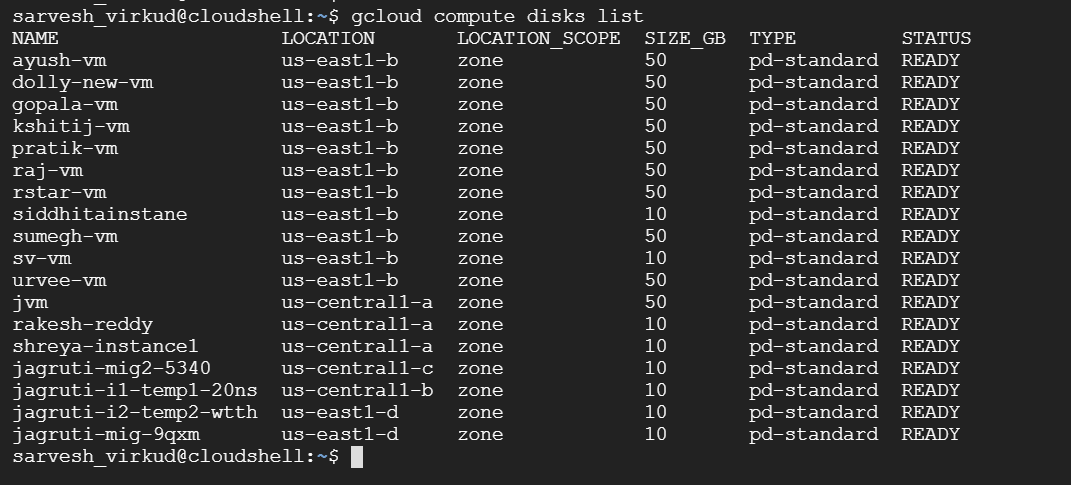 sarvesh_virkud@cloudshell:~$ gcloud compute disks list
NAME LOCATION LOCATION_SCOPE SIZE_GB TYPE STATUS
ayush-vm us-east1-b zone 50 pd-standard READY
dolly-new-vm us-east1-b zone 50 pd-standard READY
gopala-vm us-east1-b zone 50 pd-standard READY
kshitij-vm us-east1-b zone 50 pd-standard READY
pratik-vm us-east1-b zone 50 pd-standard READY
raj-vm us-east1-b zone 50 pd-standard READY
rstar-vm us-east1-b zone 50 pd-standard READY
siddhitainstane us-east1-b zone 10 pd-standard READY
sumegh-vm us-east1-b zone 50 pd-standard READY
sv-vm us-east1-b zone 10 pd-standard READY
urvee-vm us-east1-b zone 50 pd-standard READY
jvm us-central1-a zone 50 pd-standard READY
rakesh-reddy us-central1-a zone 10 pd-standard READY
shreya-instance1 us-central1-a zone 10 pd-standard READY
jagruti-mig2-5340 us-central1-c zone 10 pd-standard READY
jagruti-i1-temp1-20ns us-central1-b zone 10 pd-standard READY
jagruti-i2-temp2-wtth us-east1-d zone 10 pd-standard READY
jagruti-mig-9qxm us-east1-d zone 10 pd-standard READY
sarvesh_virkud@cloudshell:~$